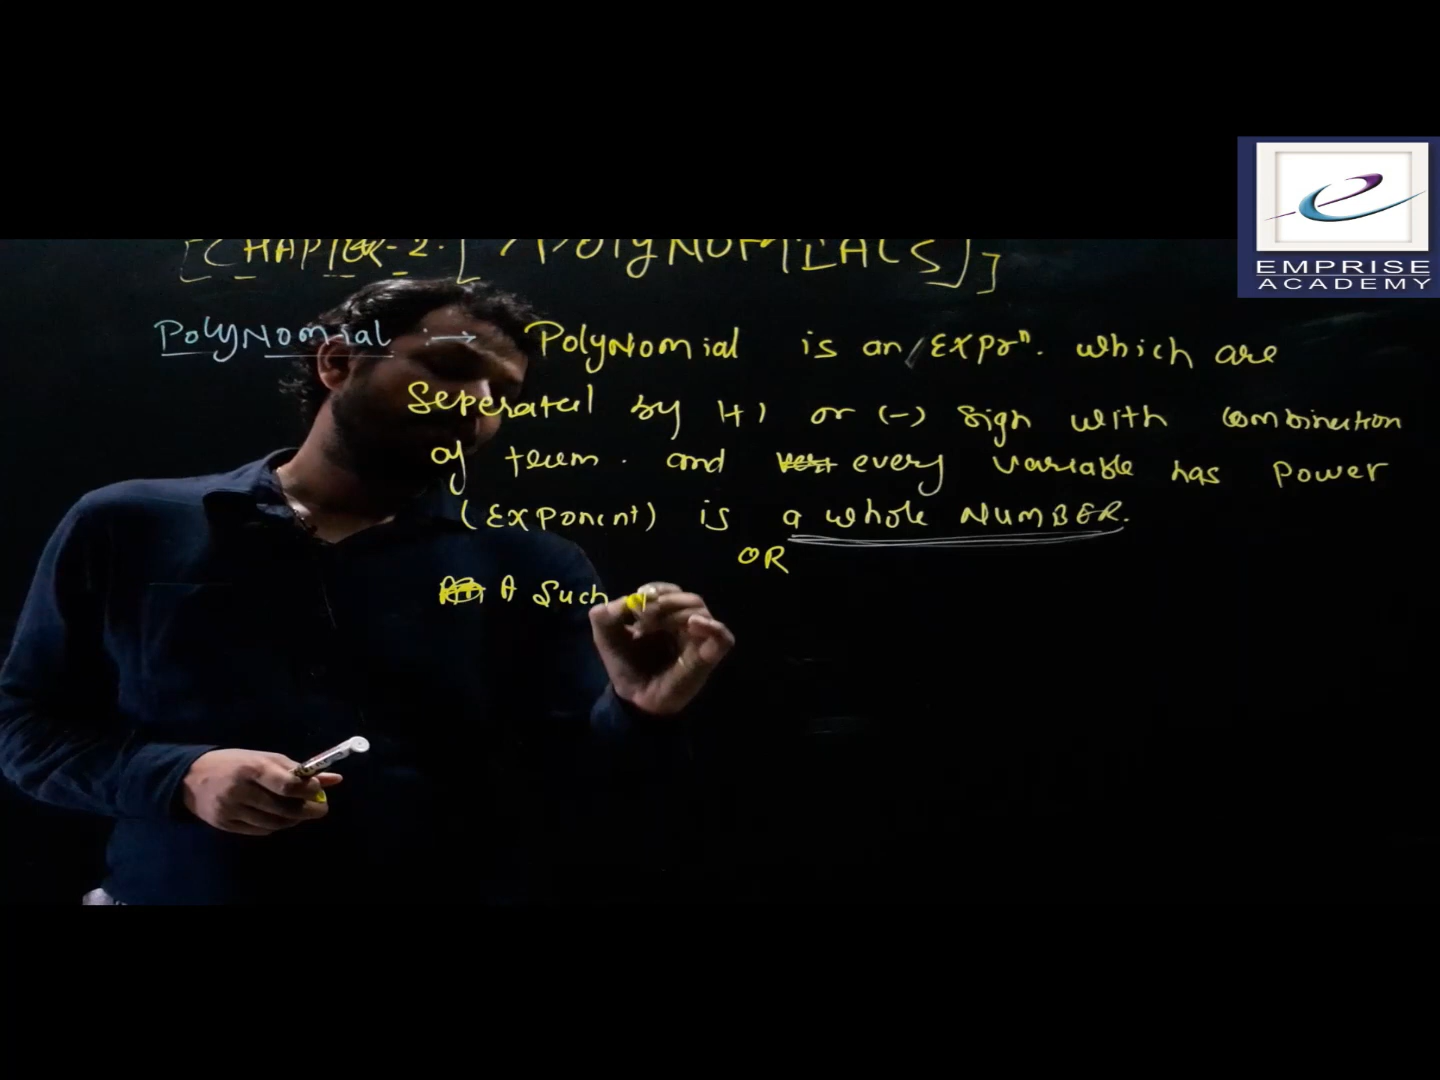 [CHAPTER-2. [POLYNOMIALS]]
EMPRISE
ACADEMY
PolyNomial :→ PolyNomial is an Exprⁿ. which are
Seperated by (+) or (-) sign with combination
of term. and every variable has power
(Exponent) is a whole NUMBER.
OR
A Such